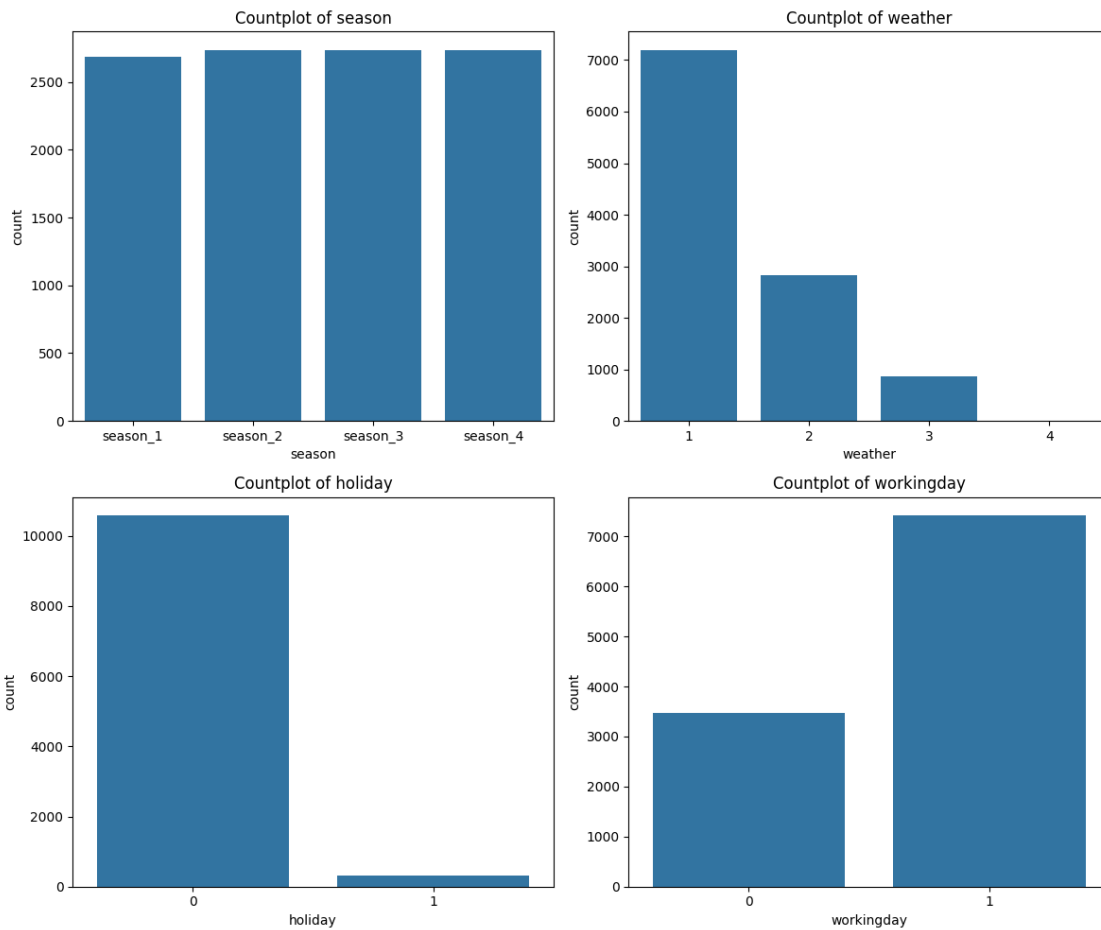 Countplot of season
count
2500
2000
1500
1000
500
0
season_1 season_2 season_3 season_4
season
Countplot of weather
count
7000
6000
5000
4000
3000
2000
1000
0
1 2 3 4
weather
Countplot of holiday
count
10000
8000
6000
4000
2000
0
0 1
holiday
Countplot of workingday
count
7000
6000
5000
4000
3000
2000
1000
0
0 1
workingday